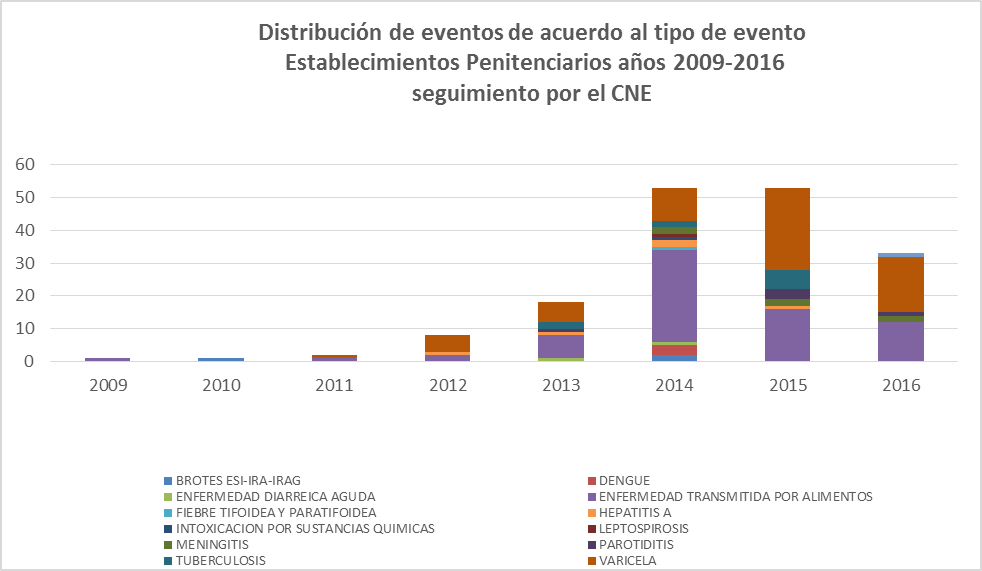 Distribución de eventos de acuerdo al tipo de evento
Establecimientos Penitenciarios años 2009-2016
seguimiento por el CNE
60
50
40
30
20
10
0
2009 2010 2011 2012 2013 2014 2015 2016
BROTES ESI-IRA-IRAG DENGUE
ENFERMEDAD DIARREICA AGUDA ENFERMEDAD TRANSMITIDA POR ALIMENTOS
FIEBRE TIFOIDEA Y PARATIFOIDEA HEPATITIS A
INTOXICACION POR SUSTANCIAS QUIMICAS LEPTOSPIROSIS
MENINGITIS PAROTIDITIS
TUBERCULOSIS VARICELA